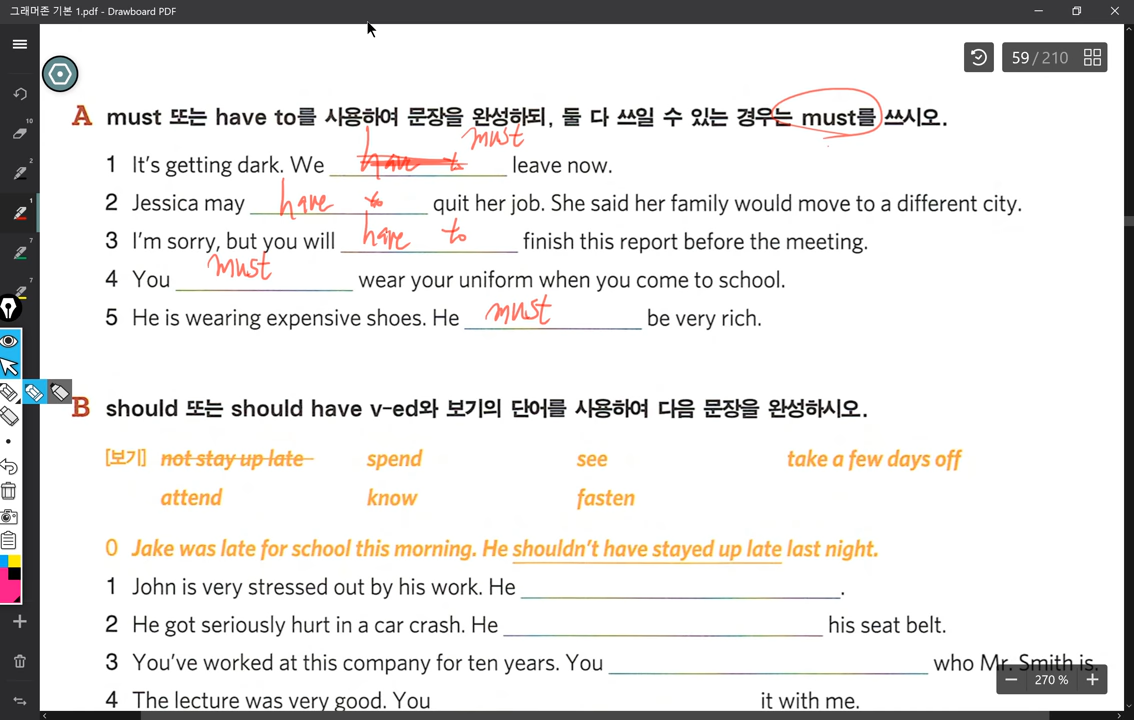 그래머존 기본 1.pdf - Drawboard PDF
59 / 210
A must 또는 have to를 사용하여 문장을 완성하되, 둘 다 쓰일 수 있는 경우는 must를 쓰시오.
must
1 It's getting dark. We have to leave now.
2 Jessica may have to quit her job. She said her family would move to a different city.
3 I'm sorry, but you will have to finish this report before the meeting.
4 You must wear your uniform when you come to school.
5 He is wearing expensive shoes. He must be very rich.
B should 또는 should have v-ed와 보기의 단어를 사용하여 다음 문장을 완성하시오.
[보기] not stay up late spend see take a few days off
attend know fasten
0 Jake was late for school this morning. He shouldn't have stayed up late last night.
1 John is very stressed out by his work. He .
2 He got seriously hurt in a car crash. He his seat belt.
3 You've worked at this company for ten years. You who Mr. Smith is.
4 The lecture was very good. You it with me.
270 %
10
2
1
7
7